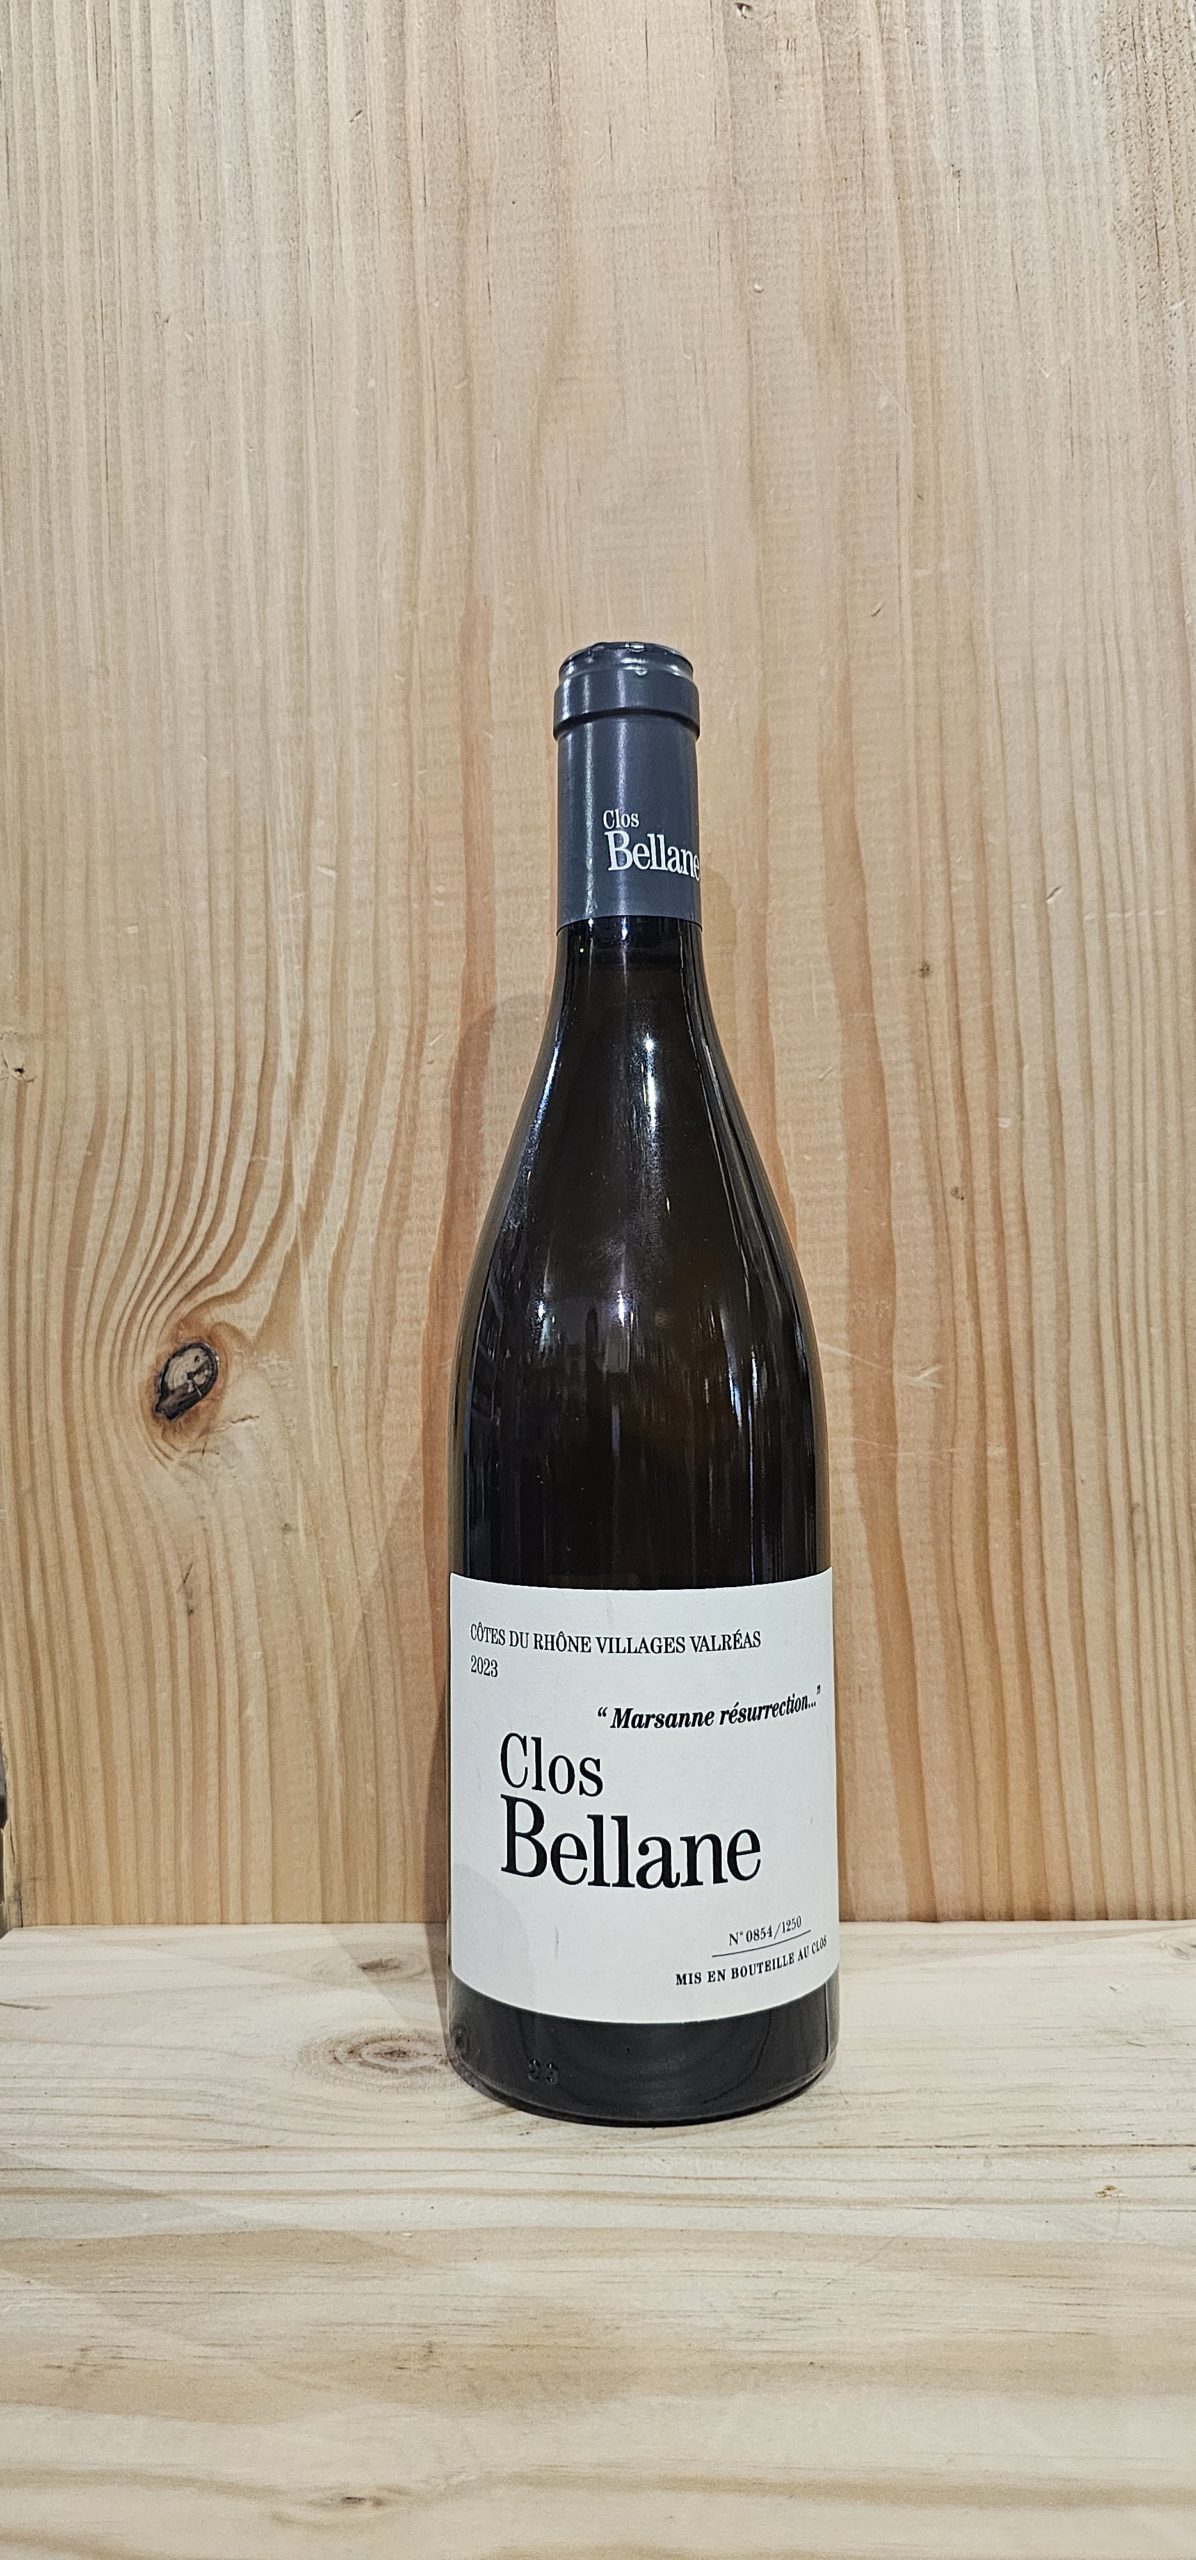 Clos
Bellane
CÔTES DU RHÔNE VILLAGES VALRÉAS
2023
“ Marsanne résurrection... ”
Clos
Bellane
N° 0854/1250
MIS EN BOUTEILLE AU CLOS